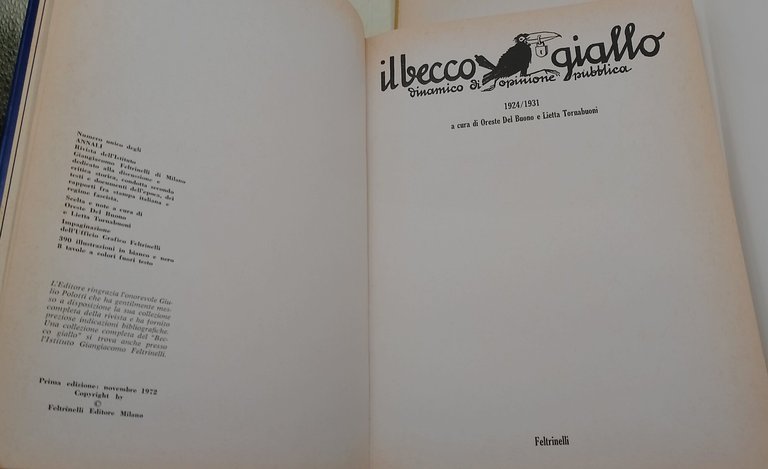 Numero unico degli
ANNALI
Rivista dell'Istituto
Giangiacomo Feltrinelli di Milano
dedicato alla discussione e
critica storica, condotta secondo
testi e documenti dell'epoca, dei
rapporti fra stampa italiana e
regime fascista.
Scelta e note a cura di
Oreste Del Buono
e Lietta Tornabuoni
Impaginazione
dell'Ufficio Grafico Feltrinelli
390 illustrazioni in bianco e nero
8 tavole a colori fuori testo
L'Editore ringrazia l'onorevole Giu-
lio Polotti che ha gentilmente mes-
so a disposizione la sua collezione
completa della rivista e ha fornito
preziose indicazioni bibliografiche.
Una collezione completa del "Bec-
co giallo" si trova anche presso
l'Istituto Giangiacomo Feltrinelli.
Prima edizione: novembre 1972
Copyright by
©
Feltrinelli Editore Milano
il becco giallo
dinamico di opinione pubblica
1924/1931
a cura di Oreste Del Buono e Lietta Tornabuoni
Feltrinelli